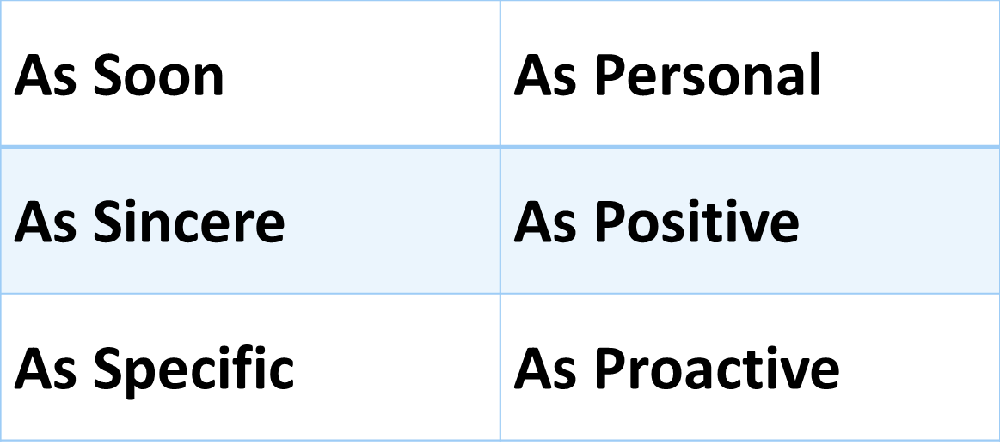 As Soon
As Personal
As Sincere
As Positive
As Specific
As Proactive